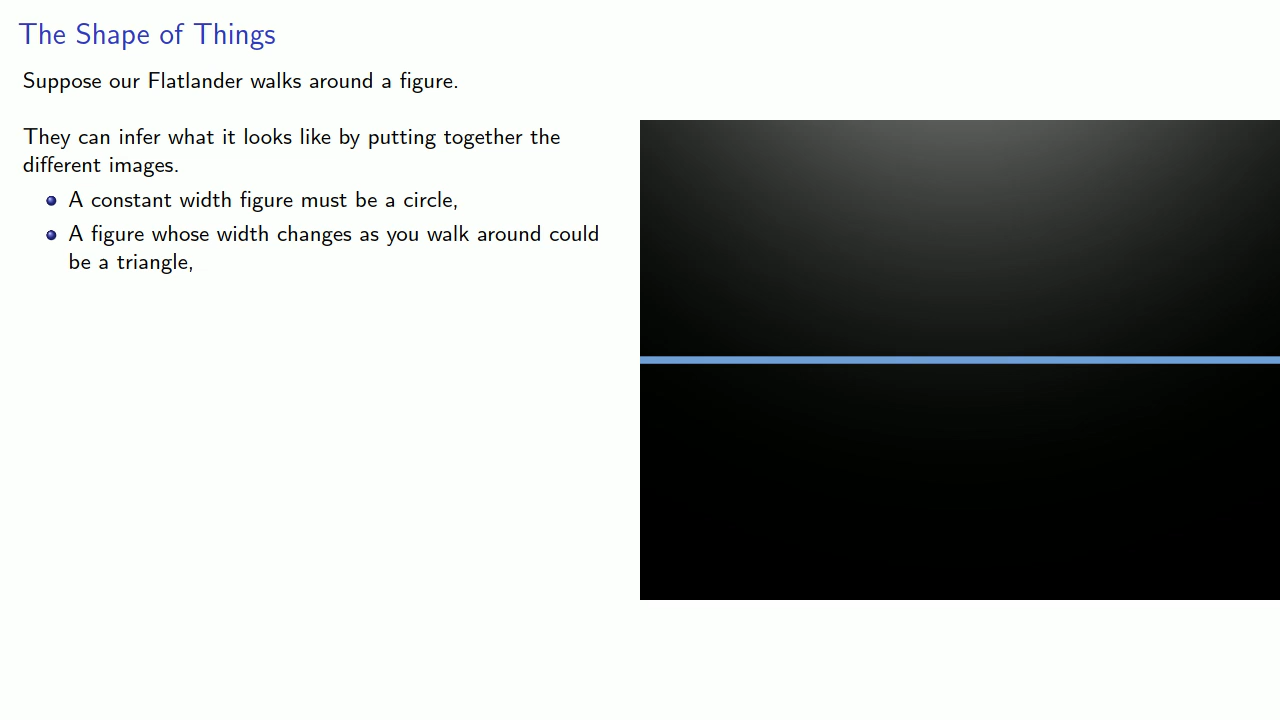 The Shape of Things
Suppose our Flatlander walks around a figure.
They can infer what it looks like by putting together the
different images.
A constant width figure must be a circle,
A figure whose width changes as you walk around could
be a triangle,